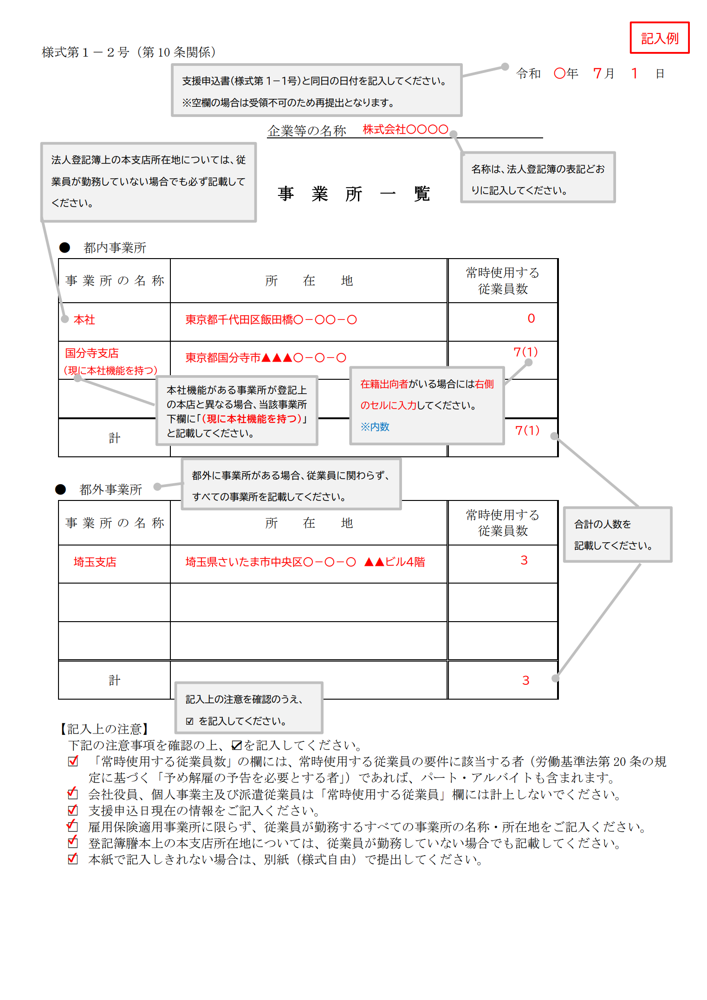 記入例
様式第１－２号（第 10 条関係）
令和　〇年　７月　１　日
支援申込書（様式第１－１号）と同日の日付を記入してください。
※空欄の場合は受領不可のため再提出となります。
企業等の名称　株式会社〇〇〇〇
法人登記簿上の本支店所在地については、従
業員が勤務していない場合でも必ず記載して
ください。
名称は、法人登記簿の表記どお
りに記入してください。
事　業　所　一　覧
●　都内事業所
事業所の名称　所　在　地　常時使用する
従業員数
本社　東京都千代田区飯田橋〇－〇〇－〇　０
国分寺支店　東京都国分寺市▲▲▲〇－〇－〇　７（１）
（現に本社機能を持つ）
本社機能がある事業所が登記上
の本店と異なる場合、当該事業所
下欄に「（現に本社機能を持つ）」
と記載してください。
在籍出向者がいる場合には右側
のセルに入力してください。
※内数
計　７（１）
都外に事業所がある場合、従業員に関わらず、
すべての事業所を記載してください。
●　都外事業所
事業所の名称　所　在　地　常時使用する
従業員数
合計の人数を
記載してください。
埼玉支店　埼玉県さいたま市中央区〇－〇－〇　▲▲ビル４階　３
計　３
記入上の注意を確認のうえ、
☑ を記入してください。
【記入上の注意】
下記の注意事項を確認の上、☑を記入してください。
☑　「常時使用する従業員数」の欄には、常時使用する従業員の要件に該当する者（労働基準法第 20 条の規
定に基づく「予め解雇の予告を必要とする者」）であれば、パート・アルバイトも含まれます。
☑　会社役員、個人事業主及び派遣従業員は「常時使用する従業員」欄には計上しないでください。
☑　支援申込日現在の情報をご記入ください。
☑　雇用保険適用事業所に限らず、従業員が勤務するすべての事業所の名称・所在地をご記入ください。
☑　登記簿謄本上の本支店所在地については、従業員が勤務していない場合でも記載してください。
☑　本紙で記入しきれない場合は、別紙（様式自由）で提出してください。